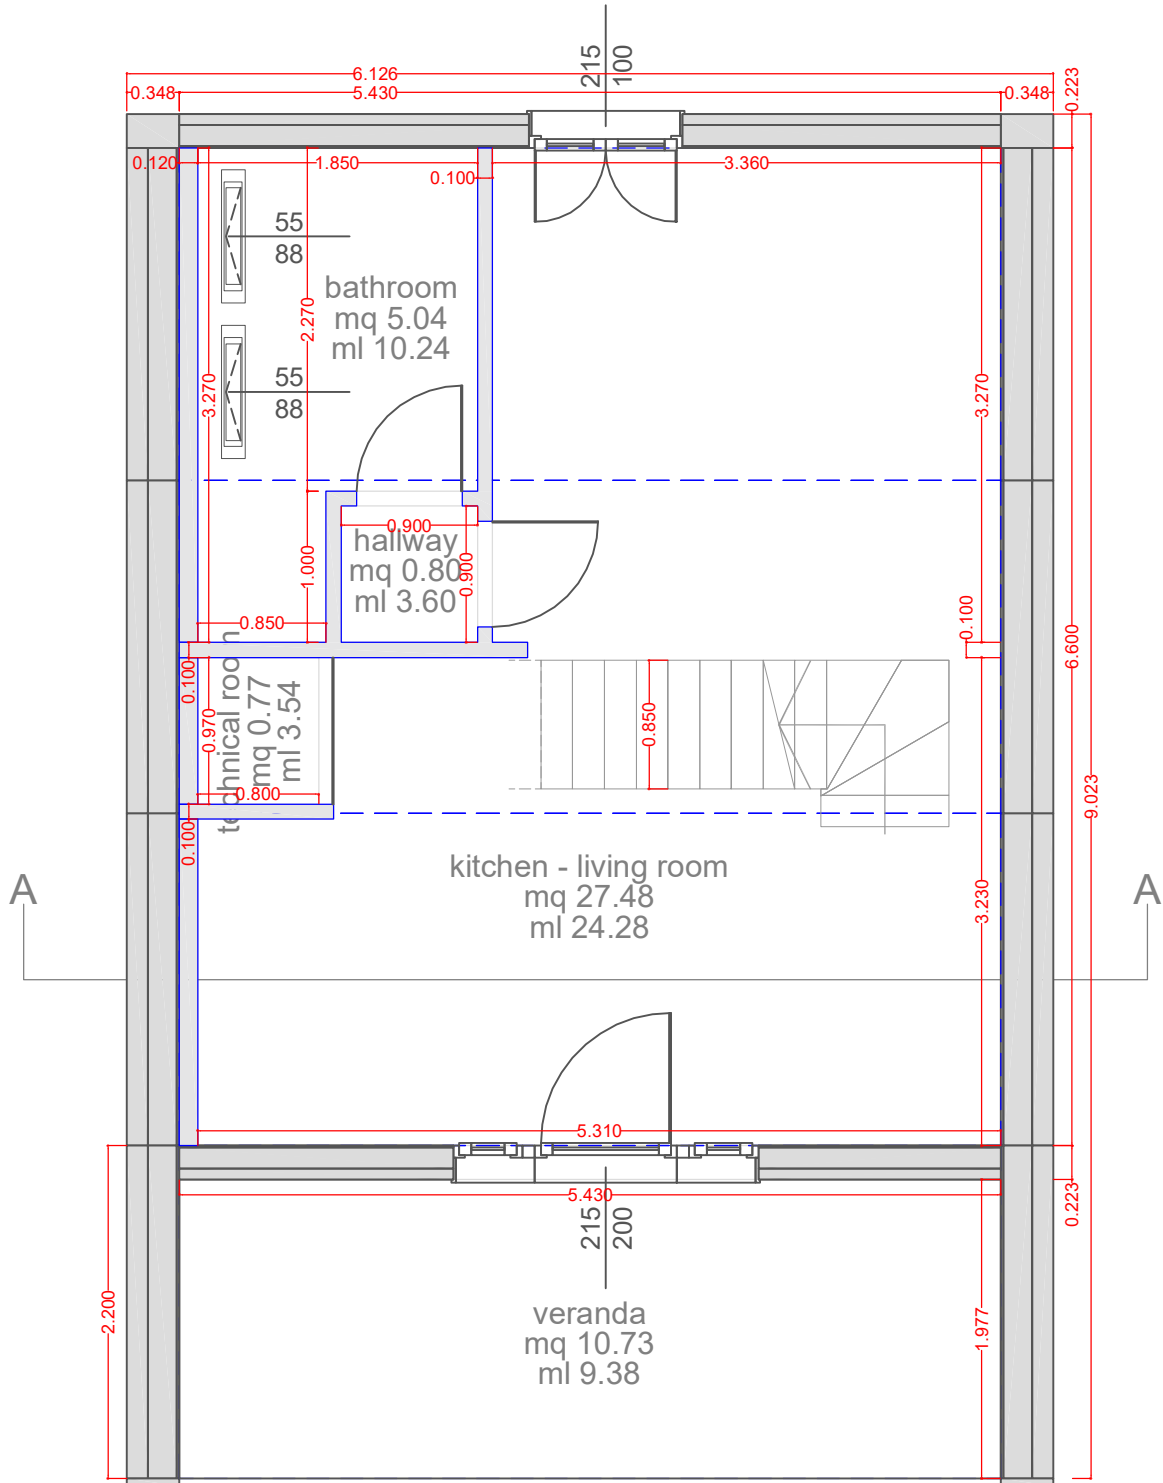 215
100
6.126
0.348
5.430
0.348
0.223
0.120
1.850
0.100
3.360
55
88
bathroom
mq 5.04
ml 10.24
2.270
55
88
3.270
3.270
0.900
hallway
mq 0.80
ml 3.60
0.900
1.000
0.850
0.100
6.600
0.100
technical room
mq 0.77
ml 3.54
0.970
0.850
0.800
0.100
9.023
kitchen - living room
mq 27.48
ml 24.28
A
A
3.230
5.310
5.430
0.223
215
200
veranda
mq 10.73
ml 9.38
2.200
1.977